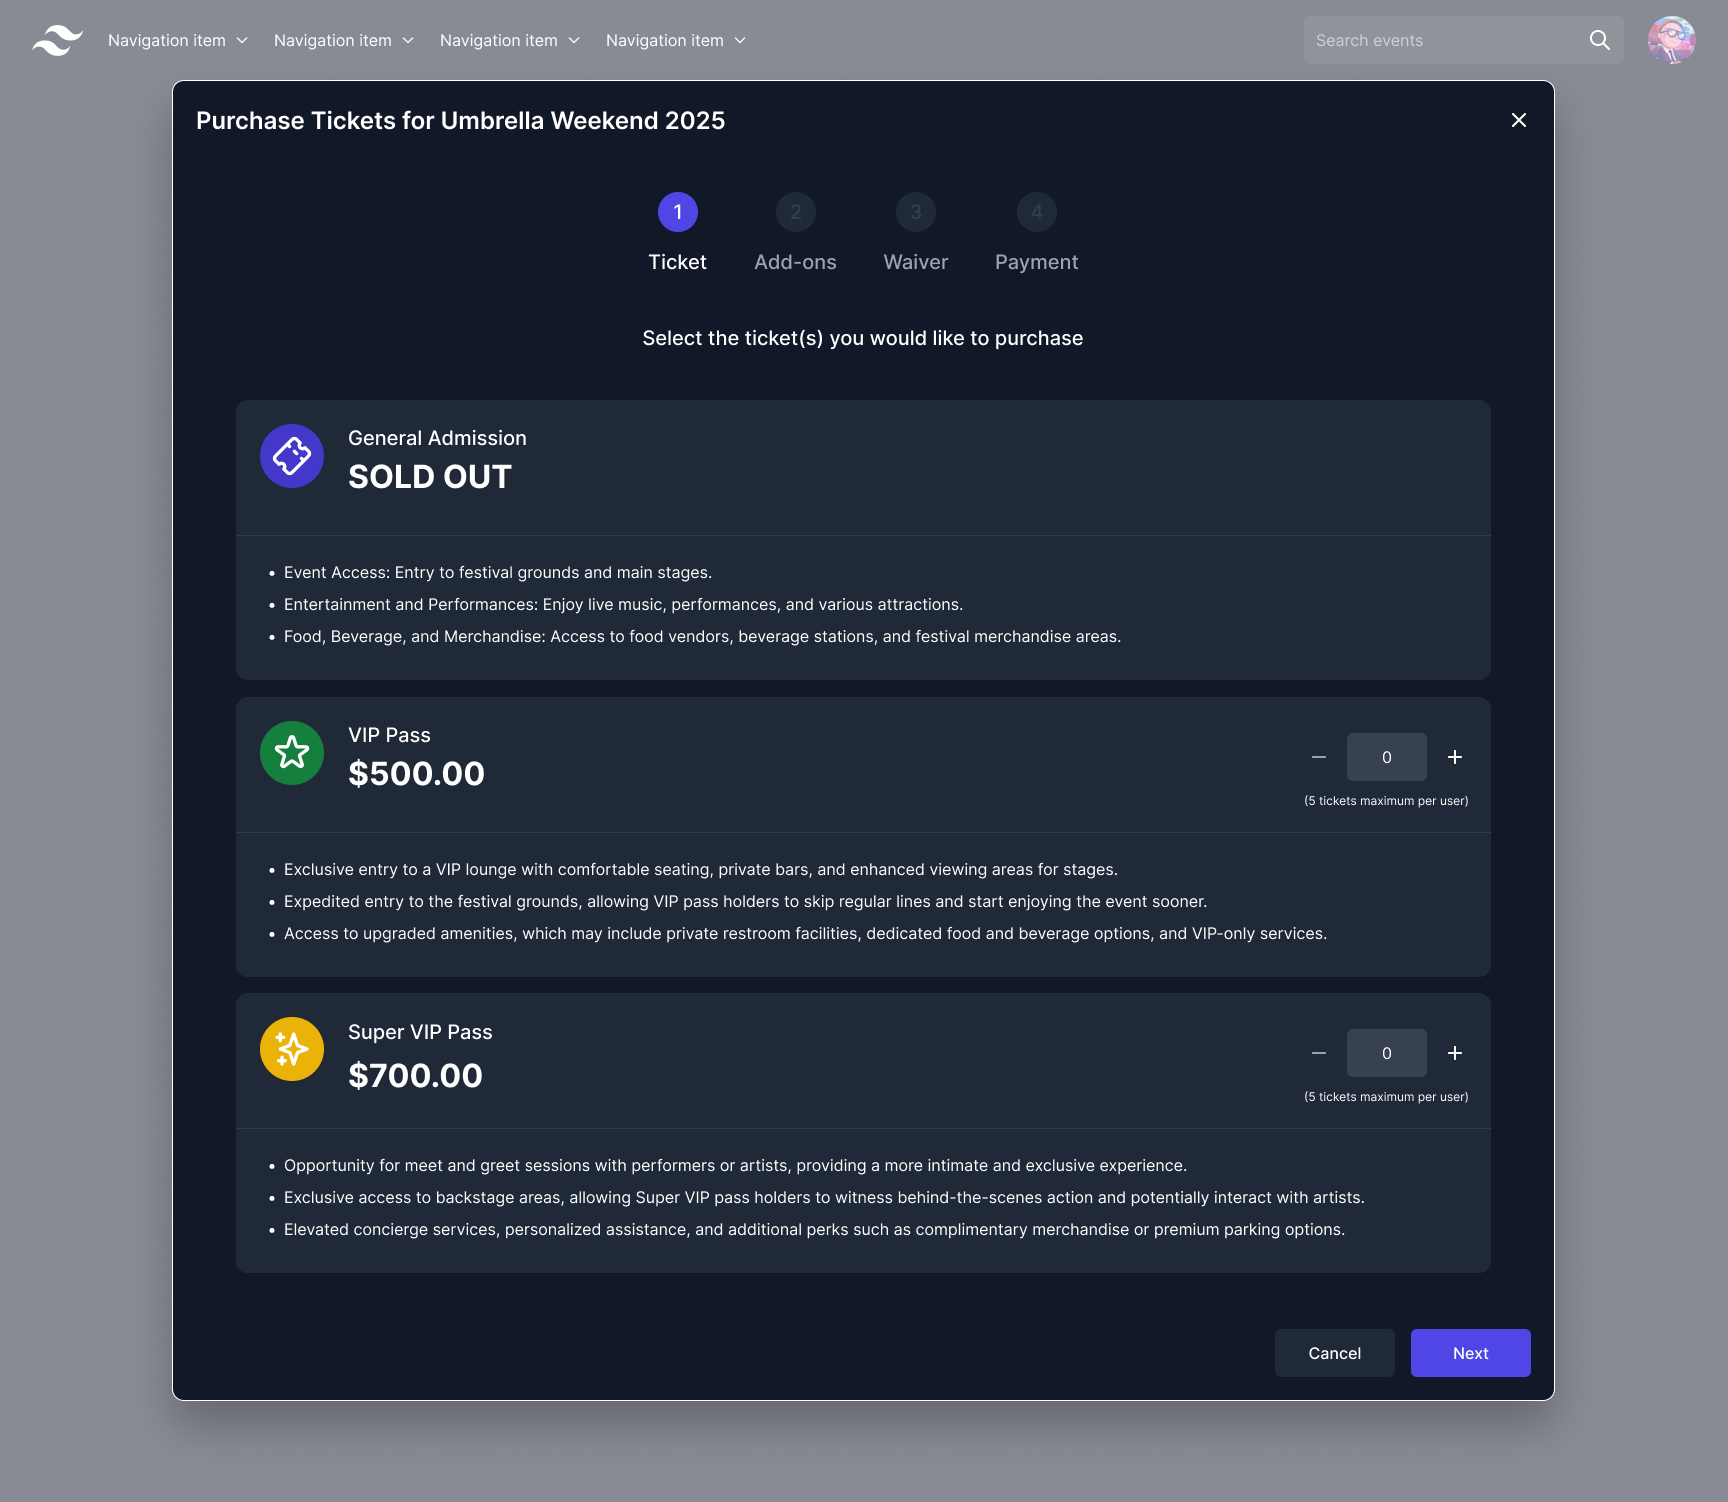 Navigation item
Navigation item
Navigation item
Navigation item
Search events
Purchase Tickets for Umbrella Weekend 2025
1
2
3
4
Ticket
Add-ons
Waiver
Payment
Select the ticket(s) you would like to purchase
General Admission
SOLD OUT
• Event Access: Entry to festival grounds and main stages.
• Entertainment and Performances: Enjoy live music, performances, and various attractions.
• Food, Beverage, and Merchandise: Access to food vendors, beverage stations, and festival merchandise areas.
VIP Pass
$500.00
0
(5 tickets maximum per user)
• Exclusive entry to a VIP lounge with comfortable seating, private bars, and enhanced viewing areas for stages.
• Expedited entry to the festival grounds, allowing VIP pass holders to skip regular lines and start enjoying the event sooner.
• Access to upgraded amenities, which may include private restroom facilities, dedicated food and beverage options, and VIP-only services.
Super VIP Pass
$700.00
0
(5 tickets maximum per user)
• Opportunity for meet and greet sessions with performers or artists, providing a more intimate and exclusive experience.
• Exclusive access to backstage areas, allowing Super VIP pass holders to witness behind-the-scenes action and potentially interact with artists.
• Elevated concierge services, personalized assistance, and additional perks such as complimentary merchandise or premium parking options.
Cancel
Next